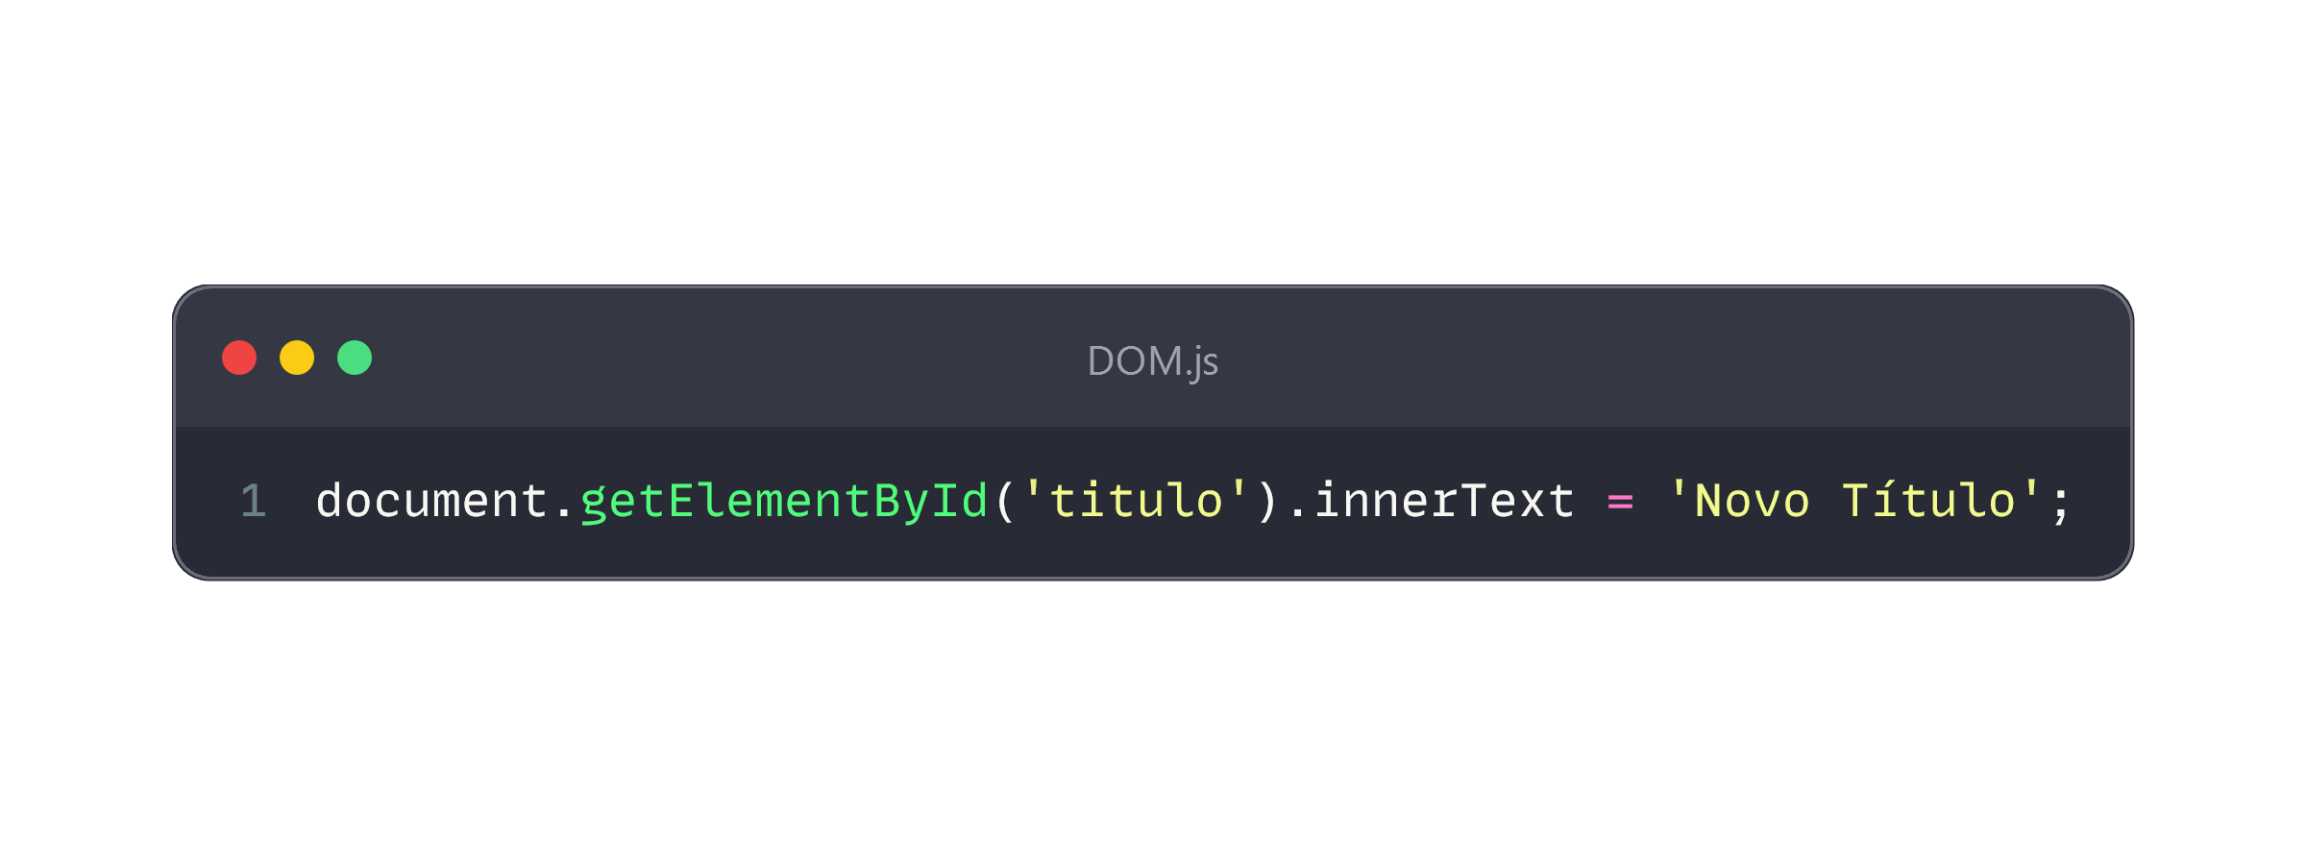 DOM.js
1 document.getElementById('titulo').innerText = 'Novo Título';